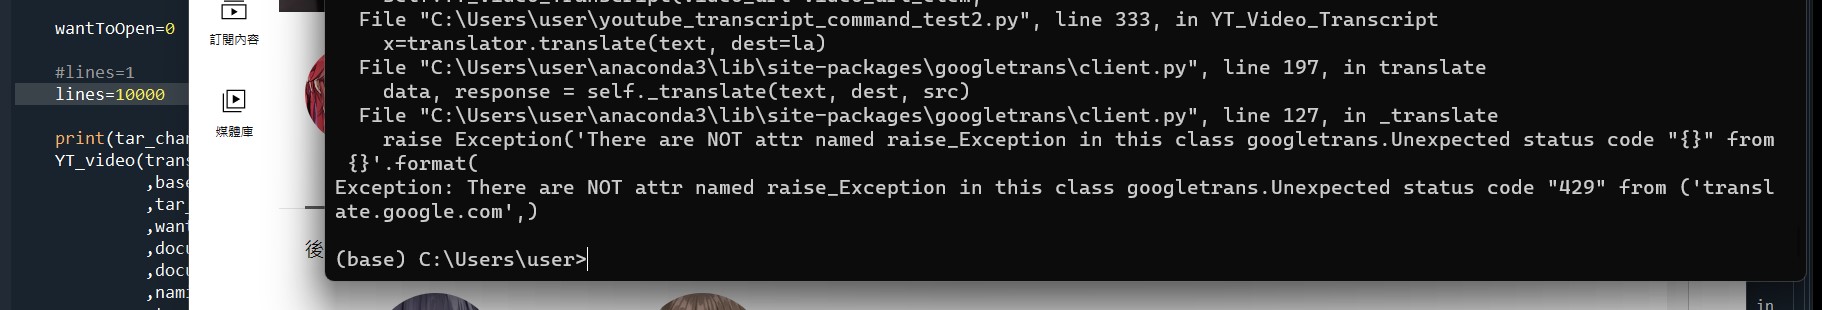 wantToOpen=0
#lines=1
lines=10000
print(tar_chan
YT_video(trans
,base
,tar_
,want
,docu
,docu
,nami
訂閱內容
媒體庫
後
File "C:\Users\user\youtube_transcript_command_test2.py", line 333, in YT_Video_Transcript
x=translator.translate(text, dest=la)
File "C:\Users\user\anaconda3\lib\site-packages\googletrans\client.py", line 197, in translate
data, response = self._translate(text, dest, src)
File "C:\Users\user\anaconda3\lib\site-packages\googletrans\client.py", line 127, in _translate
raise Exception('There are NOT attr named raise_Exception in this class googletrans.Unexpected status code "{}" from
{}'.format(
Exception: There are NOT attr named raise_Exception in this class googletrans.Unexpected status code "429" from ('transl
ate.google.com',)
(base) C:\Users\user>
in